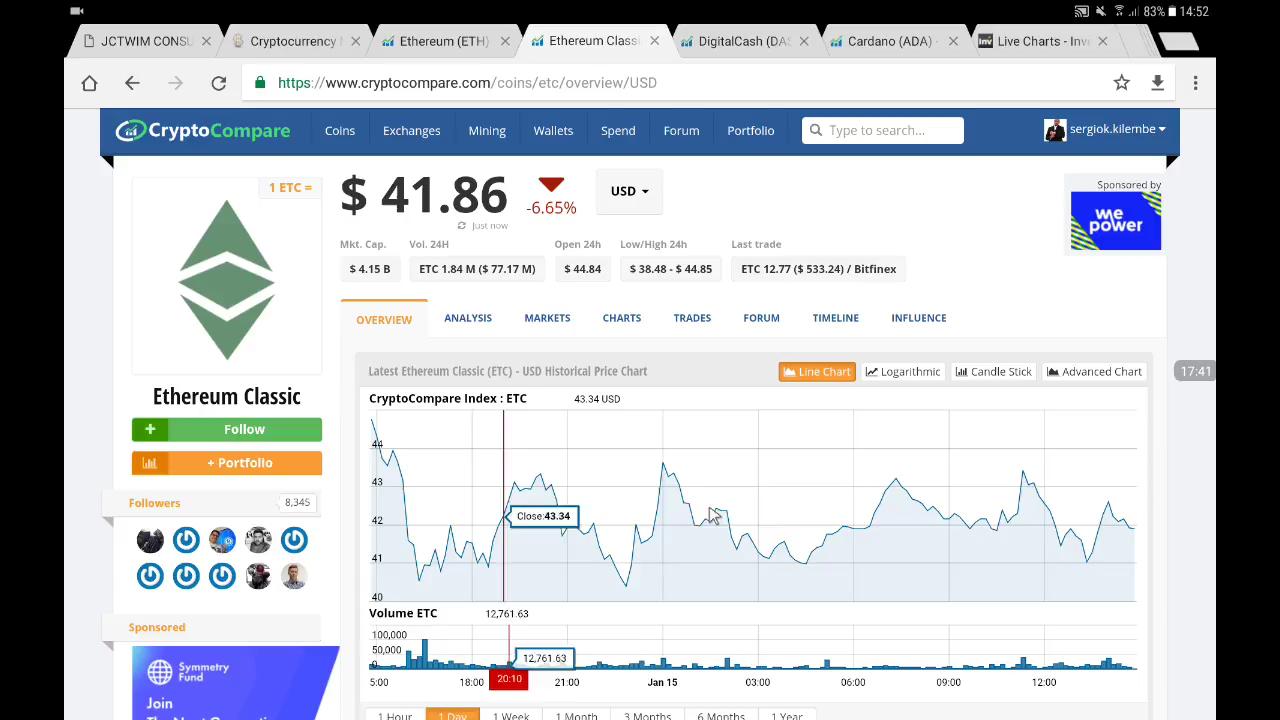 83% 14:52
JCTWIM CONSU
Cryptocurrency M
Ethereum (ETH)
Ethereum Classi
DigitalCash (DAS
Cardano (ADA) -
Inv Live Charts - Inve
https://www.cryptocompare.com/coins/etc/overview/USD
CryptoCompare
Coins Exchanges Mining Wallets Spend Forum Portfolio
Type to search...
sergiok.kilembe
1 ETC =
$ 41.86
-6.65%
USD
Just now
Sponsored by
we power
Mkt. Cap. Vol. 24H Open 24h Low/High 24h Last trade
$ 4.15 B ETC 1.84 M ($ 77.17 M) $ 44.84 $ 38.48 - $ 44.85 ETC 12.77 ($ 533.24) / Bitfinex
OVERVIEW ANALYSIS MARKETS CHARTS TRADES FORUM TIMELINE INFLUENCE
Ethereum Classic
+ Follow
+ Portfolio
Followers 8,345
Sponsored
Symmetry
Fund
Join
Latest Ethereum Classic (ETC) - USD Historical Price Chart
Line Chart Logarithmic Candle Stick Advanced Chart
17:41
CryptoCompare Index : ETC 43.34 USD
44
43
42
41
40
Close:43.34
Volume ETC 12,761.63
100,000
50,000
0
12,761.63
5:00 18:00 20:10 21:00 Jan 15 03:00 06:00 09:00 12:00
1 Hour 1 Day 1 Week 1 Month 3 Months 6 Months 1 Year